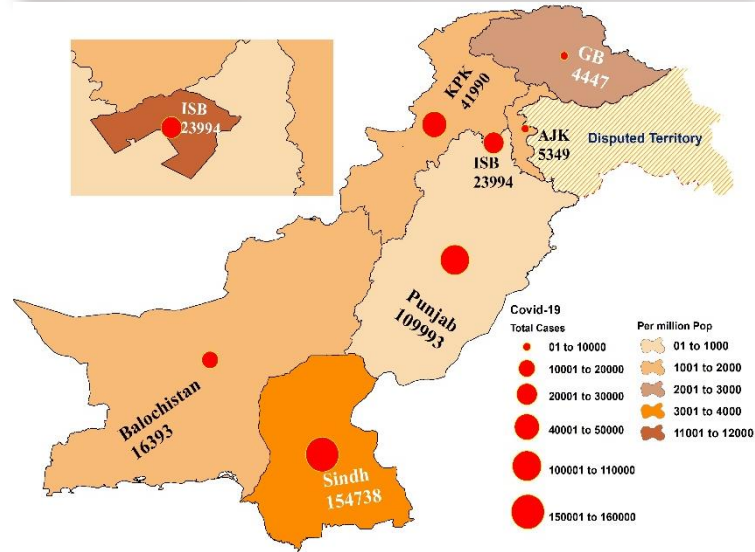 ISB
23994
KPK
41990
GB
4447
AJK
5349
Disputed Territory
ISB
23994
Punjab
109993
Balochistan
16393
Sindh
154738
Covid-19
Total Cases
01 to 10000
10001 to 20000
20001 to 30000
40001 to 50000
100001 to 110000
150001 to 160000
Per million Pop
01 to 1000
1001 to 2000
2001 to 3000
3001 to 4000
11001 to 12000